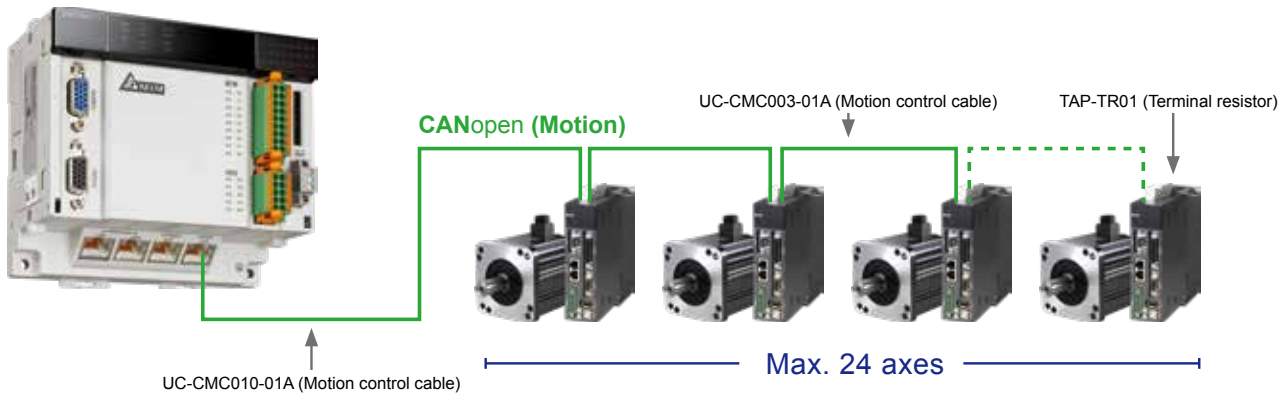 UC-CMC003-01A (Motion control cable)
TAP-TR01 (Terminal resistor)
CANopen (Motion)
Max. 24 axes
UC-CMC010-01A (Motion control cable)